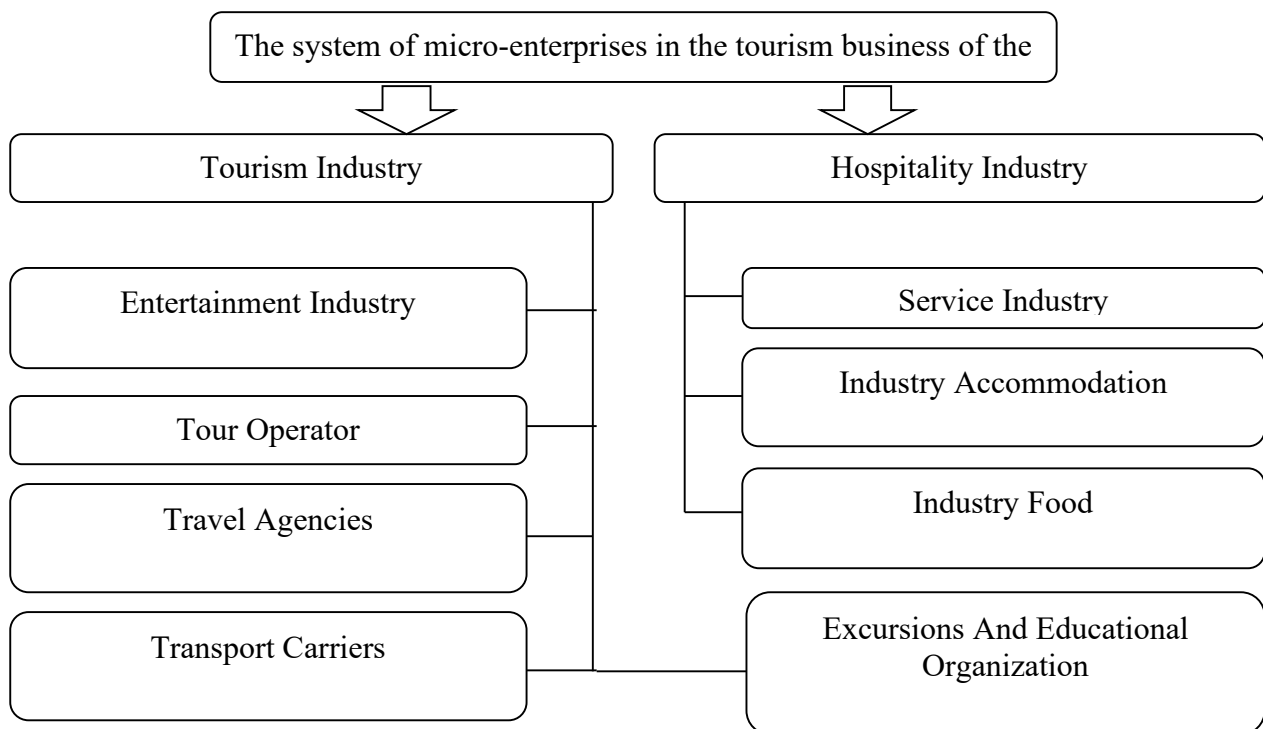 The system of micro-enterprises in the tourism business of the
Tourism Industry
Hospitality Industry
Entertainment Industry
Tour Operator
Travel Agencies
Transport Carriers
Service Industry
Industry Accommodation
Industry Food
Excursions And Educational
Organization